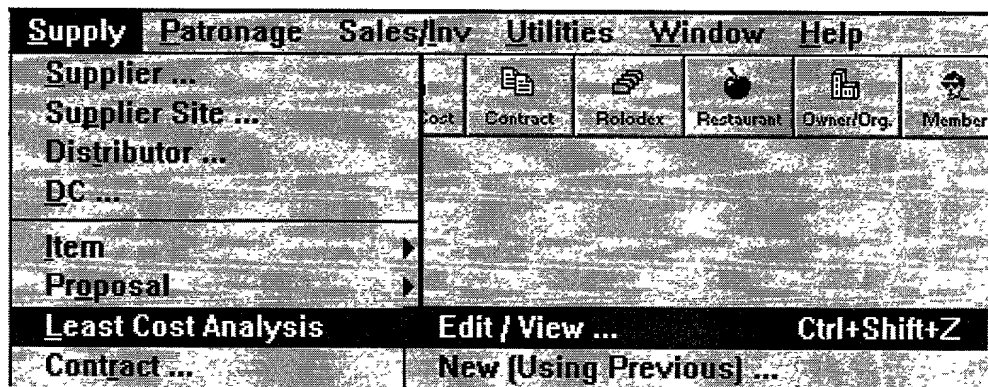 Supply Patronage Sales/Inv Utilities Window Help
Supplier ...
Supplier Site ...
Distributor ...
DC ...
Cost Contract Rolodex Restaurant Owner/Org. Member
Item
Proposal
Least Cost Analysis Edit / View ... Ctrl+Shift+Z
Contract ... New (Using Previous) ...